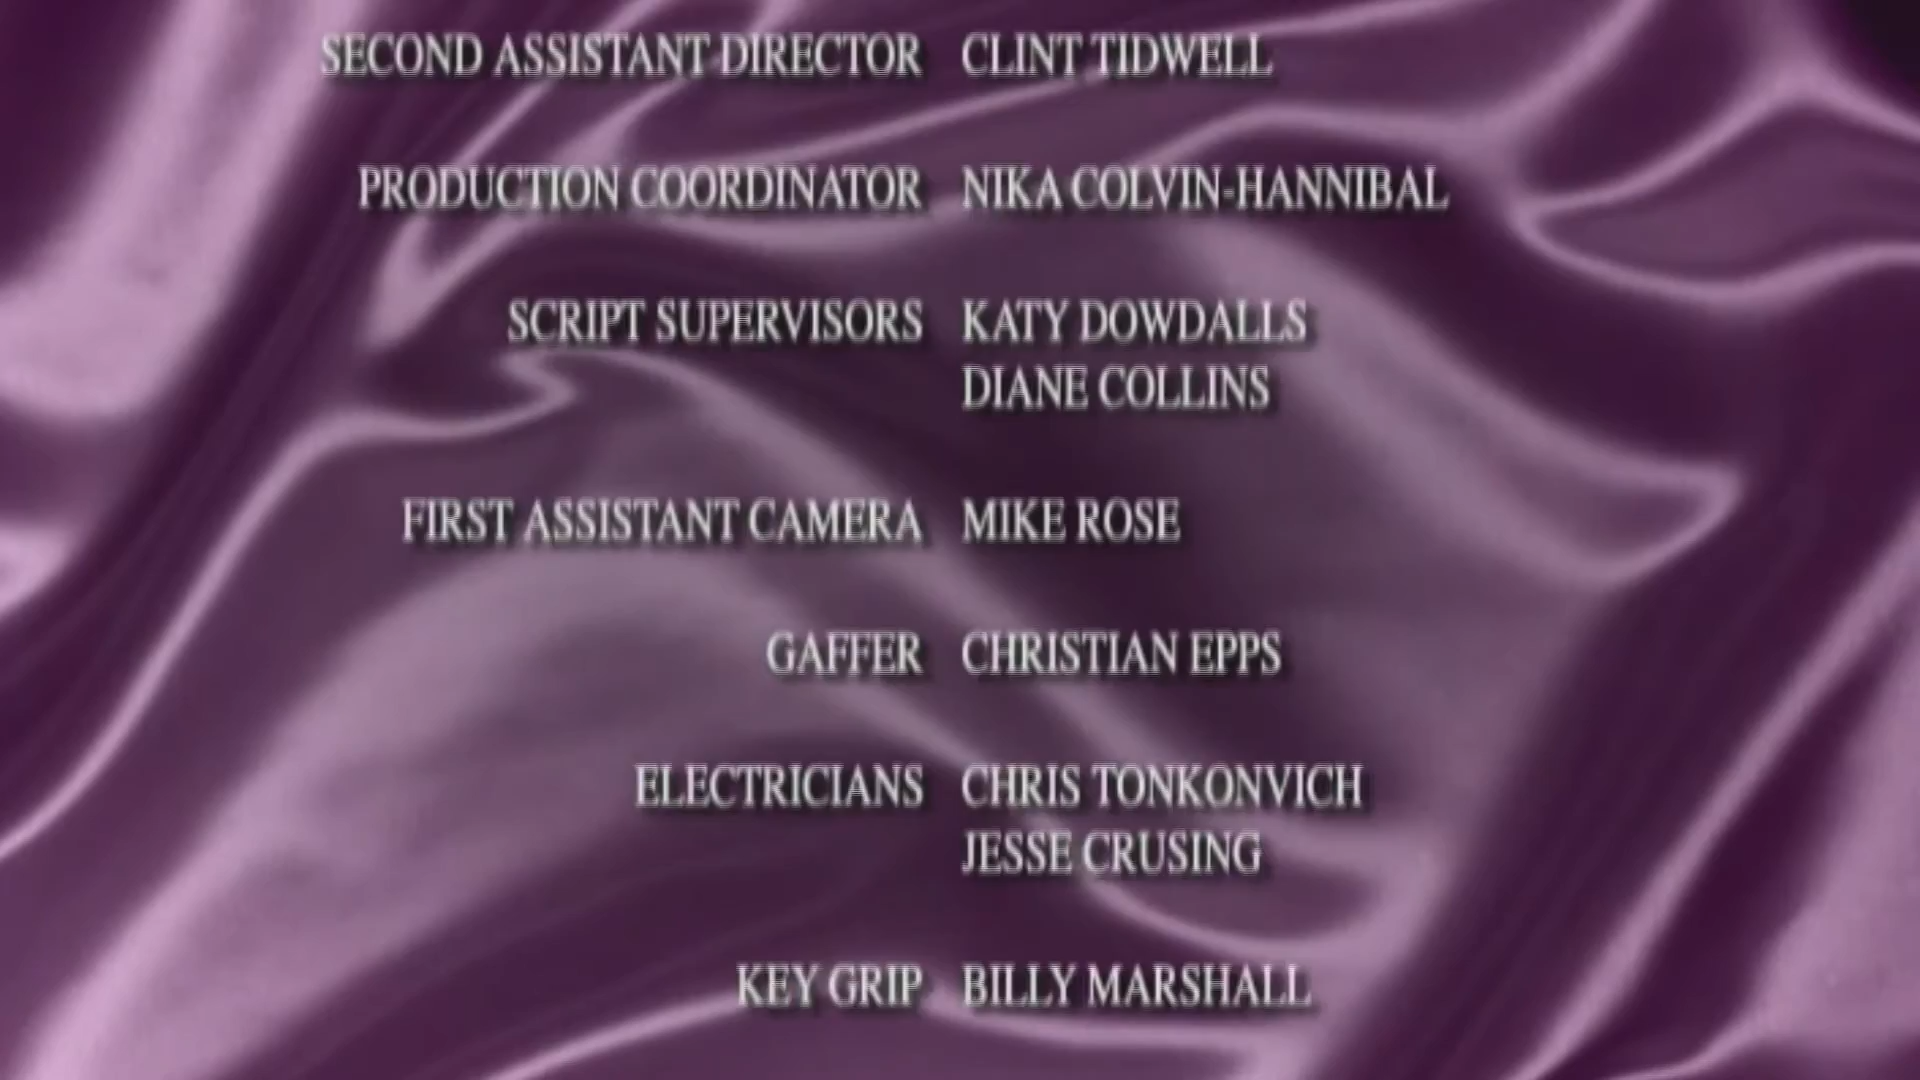 SECOND ASSISTANT DIRECTOR CLINT TIDWELL
PRODUCTION COORDINATOR NIKA COLVIN-HANNIBAL
SCRIPT SUPERVISORS KATY DOWDALLS
DIANE COLLINS
FIRST ASSISTANT CAMERA MIKE ROSE
GAFFER CHRISTIAN EPPS
ELECTRICIANS CHRIS TONKONVICH
JESSE CRUSING
KEY GRIP BILLY MARSHALL